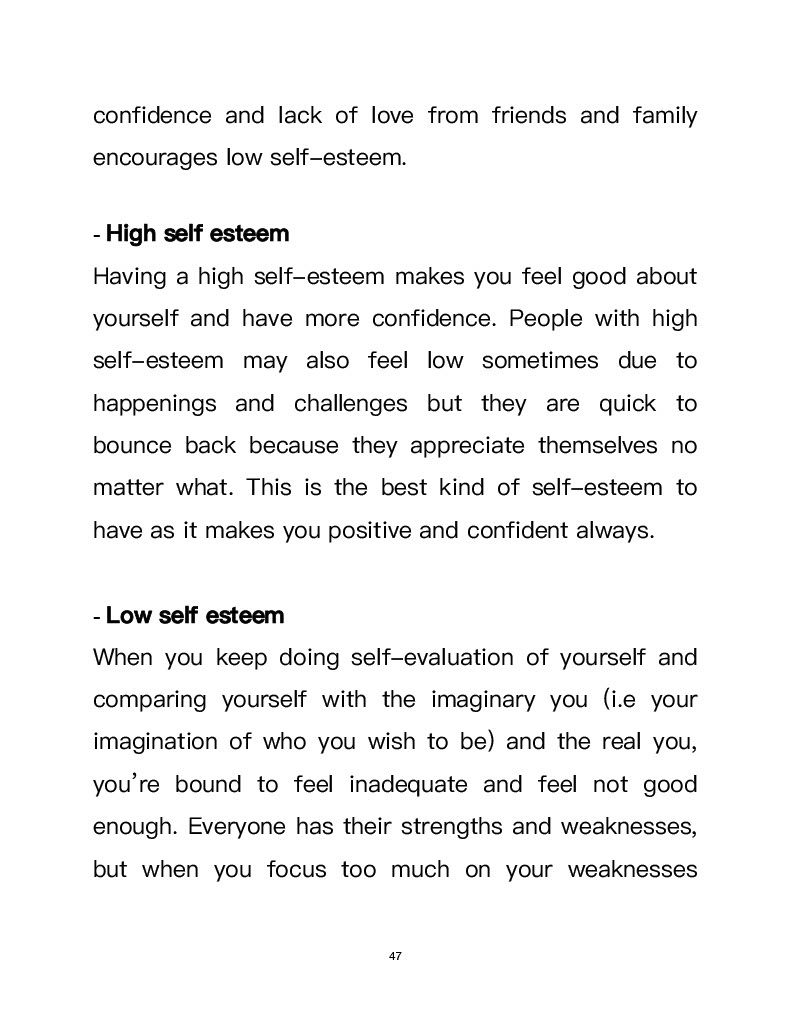 confidence and lack of love from friends and family
encourages low self-esteem.
- High self esteem
Having a high self-esteem makes you feel good about
yourself and have more confidence. People with high
self-esteem may also feel low sometimes due to
happenings and challenges but they are quick to
bounce back because they appreciate themselves no
matter what. This is the best kind of self-esteem to
have as it makes you positive and confident always.
- Low self esteem
When you keep doing self-evaluation of yourself and
comparing yourself with the imaginary you (i.e your
imagination of who you wish to be) and the real you,
you're bound to feel inadequate and feel not good
enough. Everyone has their strengths and weaknesses,
but when you focus too much on your weaknesses
47